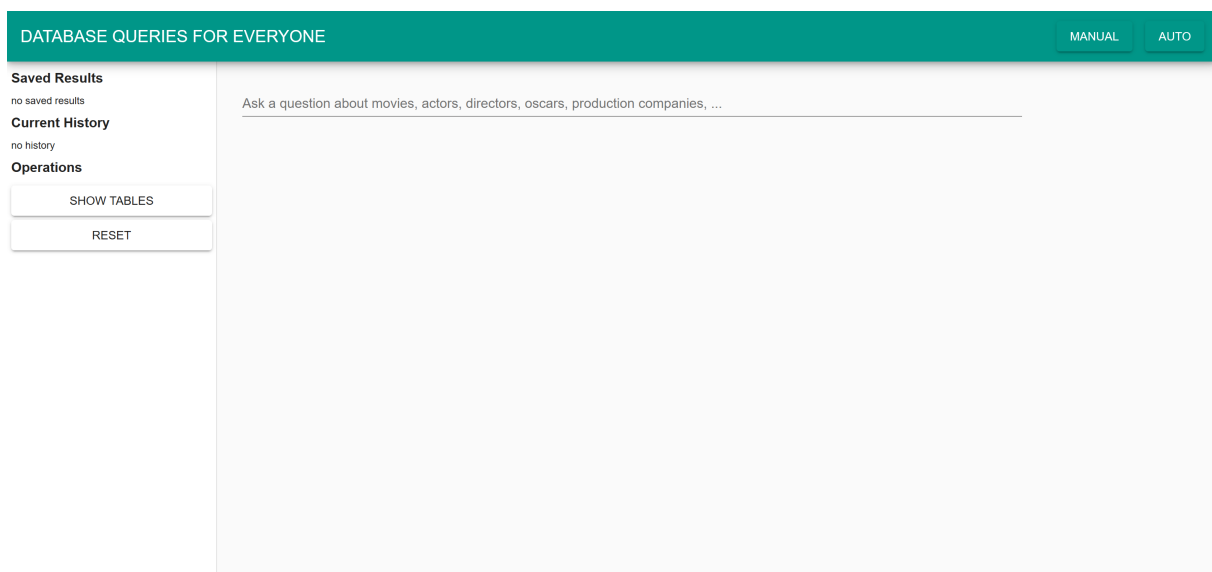 DATABASE QUERIES FOR EVERYONE
MANUAL
AUTO
Saved Results
no saved results
Current History
no history
Operations
SHOW TABLES
RESET
Ask a question about movies, actors, directors, oscars, production companies, ...